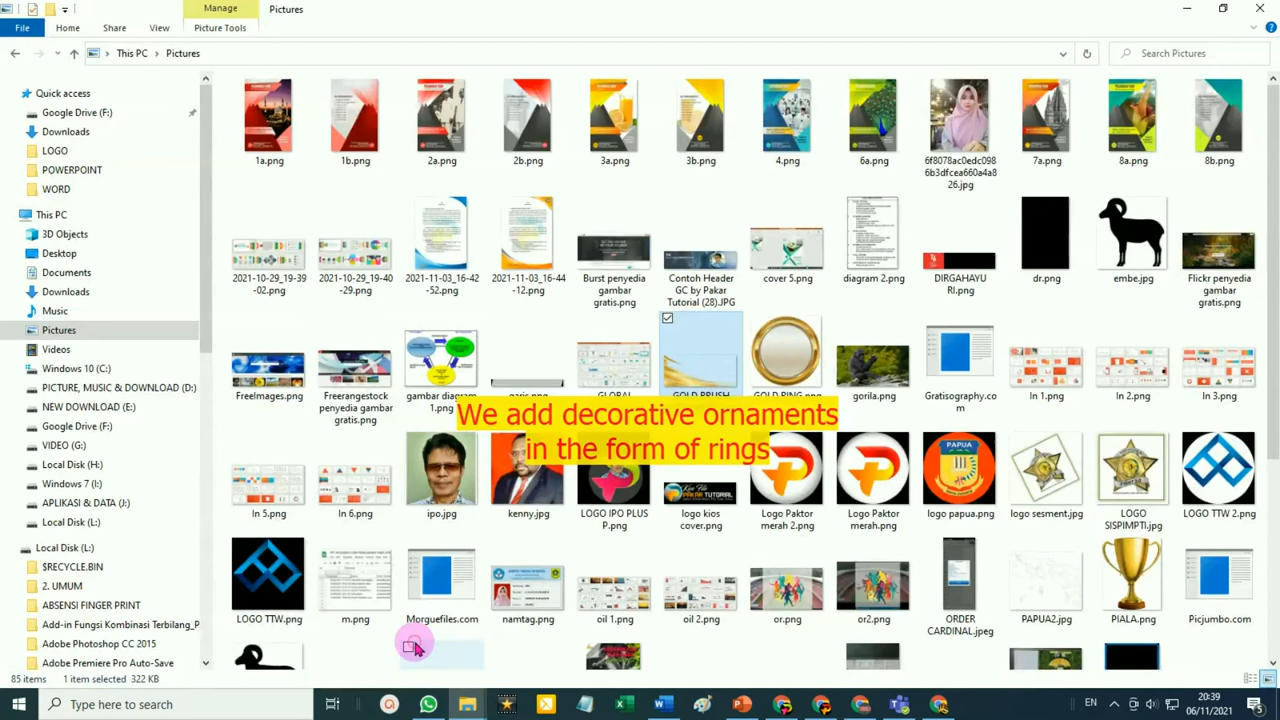 Manage
Pictures
File
Home
Share
View
Picture Tools
This PC
Pictures
Search Pictures
Quick access
Google Drive (F:)
Downloads
LOGO
POWERPOINT
WORD
This PC
3D Objects
Desktop
Documents
Downloads
Music
Pictures
Videos
Windows 10 (C:)
PICTURE, MUSIC & DOWNLOAD (D:)
NEW DOWNLOAD (E:)
Google Drive (F:)
VIDEO (G:)
Local Disk (H:)
Windows 7 (I:)
APLIKASI & DATA (J:)
Local Disk (L:)
Local Disk (L:)
$RECYCLE.BIN
2. UMUM
ABSENSI FINGER PRINT
Add-in Fungsi Kombinasi Terbilang_P
Adobe Photoshop CC 2015
Adobe Premiere Pro Auto-Save
1a.png
1b.png
2a.png
2b.png
3a.png
3b.png
4.png
6a.png
6f8078ac0edc098
6b3dfcea660a4a8
26.jpg
7a.png
8a.png
8b.png
2021-10-29_19-39
-02.png
2021-10-29_19-40
-29.png
2021-11-03_16-42
-52.png
2021-11-03_16-44
-12.png
Burst penyedia
gambar
gratis.png
Contoh Header
GC by Pakar
Tutorial (28).JPG
cover 5.png
diagram 2.png
DIRGAHAYU
RI.png
dr.png
embe.jpg
Flickr penyedia
gambar
gratis.png
FreeImages.png
Freerangestock
penyedia gambar
gratis.png
gambar diagram
1.png
garis.png
GLOBAL
GOLD BRUSH
GOLD RING.png
gorila.png
Gratisography.co
m
In 1.png
In 2.png
In 3.png
We add decorative ornaments
in the form of rings
In 5.png
In 6.png
ipo.jpg
kenny.jpg
LOGO IPO PLUS
P.png
logo kios
cover.png
Logo Paktor
merah 2.png
Logo Paktor
merah.png
PAPUA
logo papua.png
logo sesment.jpg
LOGO
SISPIMPTI.jpg
LOGO TTW 2.png
LOGO TTW.png
m.png
Morguefiles.com
namtag.png
oil 1.png
oil 2.png
or.png
or2.png
ORDER
CARDINAL.jpeg
PAPUA2.jpg
PIALA.png
Picjumbo.com
85 items
1 item selected 322 KB
Type here to search
EN
20:39
06/11/2021
5